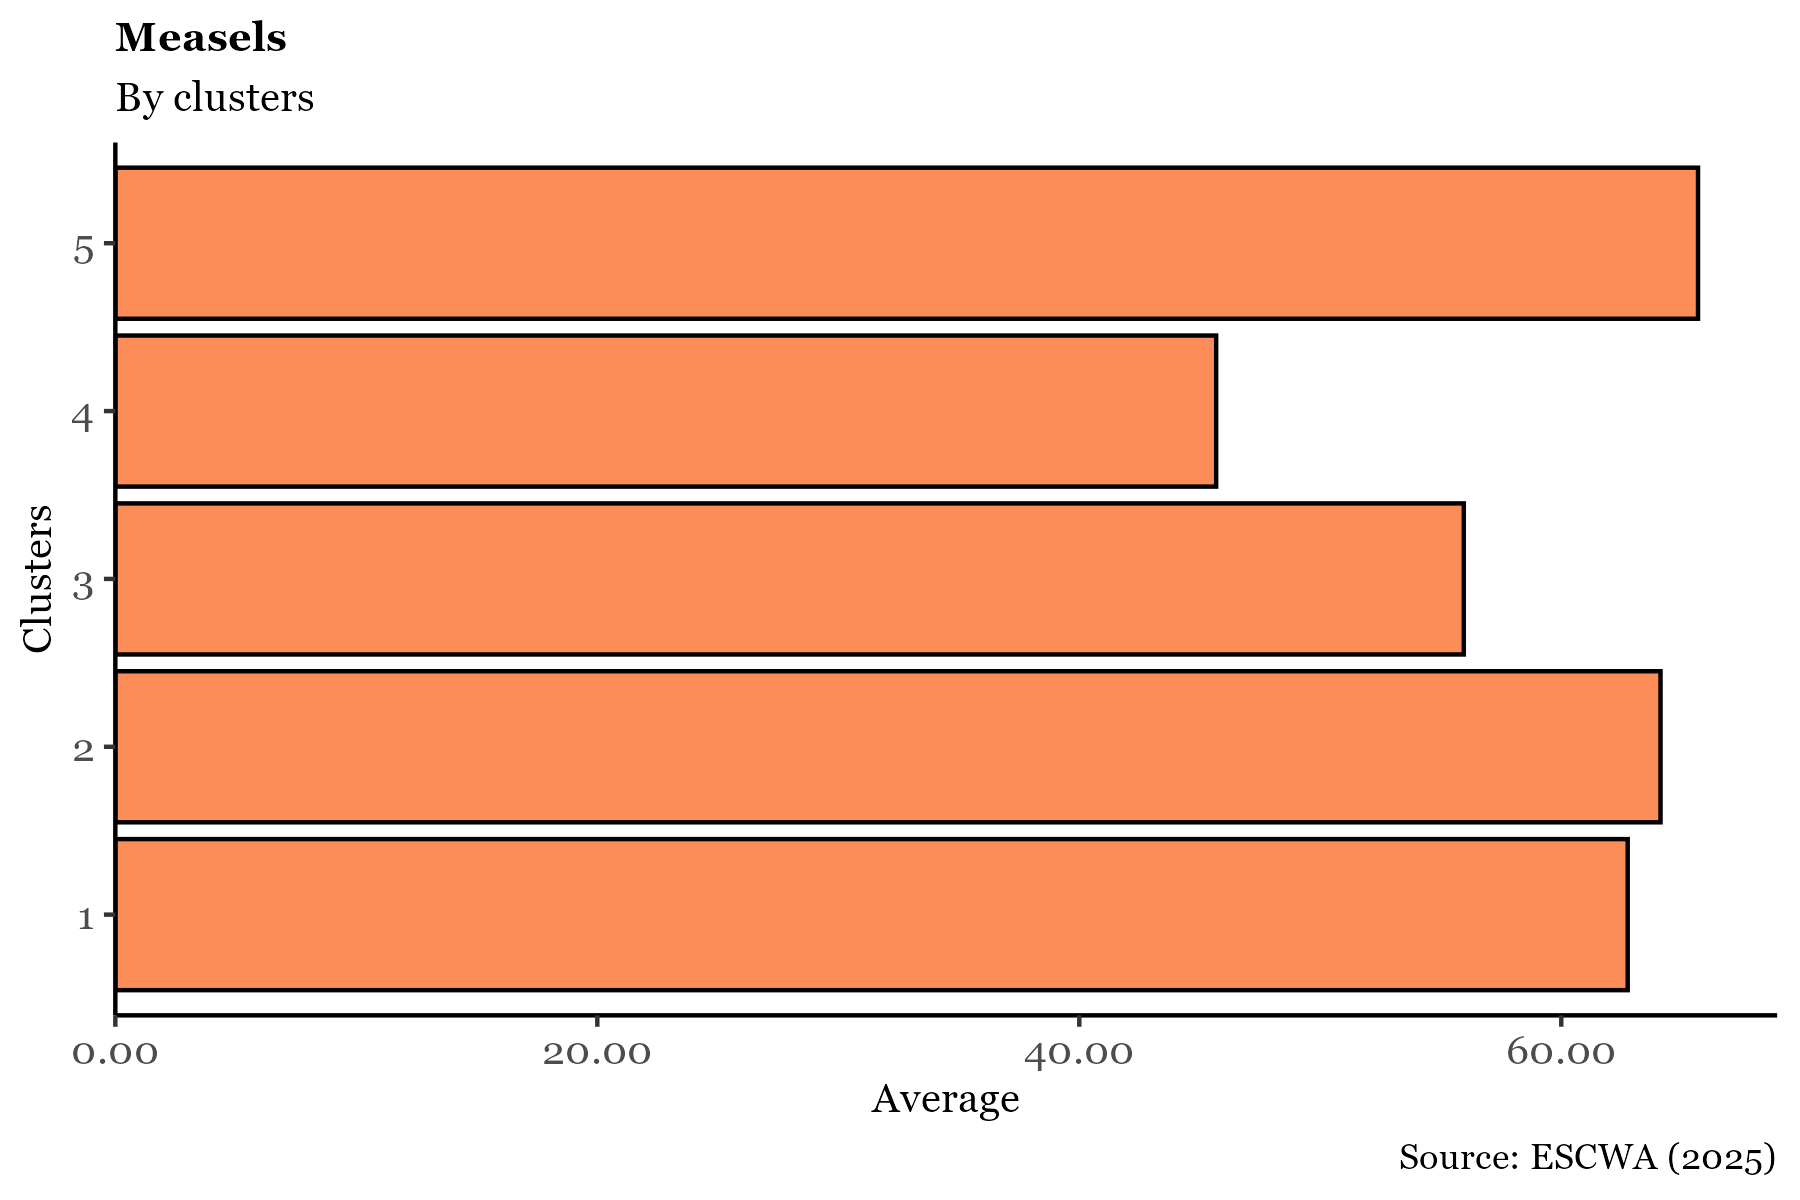 Measels
By clusters
5
4
3
2
1
Clusters
0.00 20.00 40.00 60.00
Average
Source: ESCWA (2025)